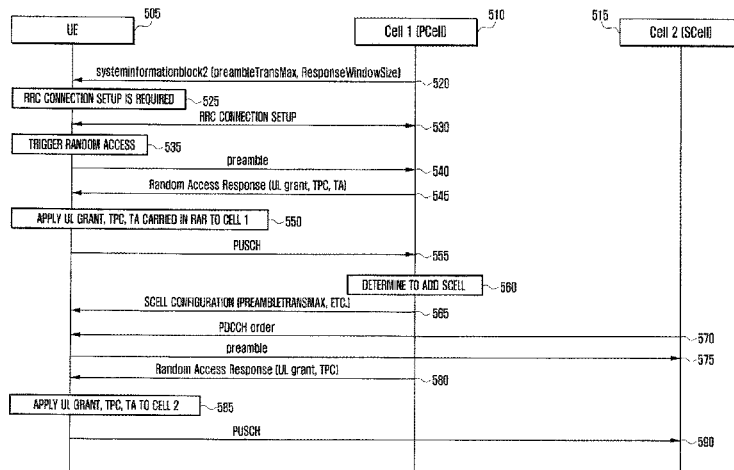 505
510
515
UE
Cell 1 (PCell)
Cell 2 (SCell)
systeminformationblock2 (preambleTransMax, ResponseWindowSize)
520
RRC CONNECTION SETUP IS REQUIRED
525
RRC CONNECTION SETUP
530
TRIGGER RANDOM ACCESS
535
preamble
540
Random Access Response (UL grant, TPC, TA)
545
APPLY UL GRANT, TPC, TA CARRIED IN RAR TO CELL 1
550
PUSCH
555
DETERMINE TO ADD SCELL
560
SCELL CONFIGURATION (PREAMBLETRANSMAX, ETC.)
565
PDCCH order
570
preamble
575
Random Access Response (UL grant, TPC)
580
APPLY UL GRANT, TPC, TA TO CELL 2
585
PUSCH
590